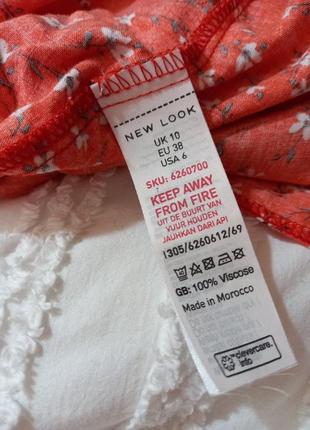 NEW LOOK
UK 10
EU 38
USA 6
SKU: 6260700
KEEP AWAY
FROM FIRE
UIT DE BUURT VAN
VUUR HOUDEN
JAUHKAN DARI API
1305/6260612/69
GB: 100% Viscose
Made in Morocco
clevercare.
info